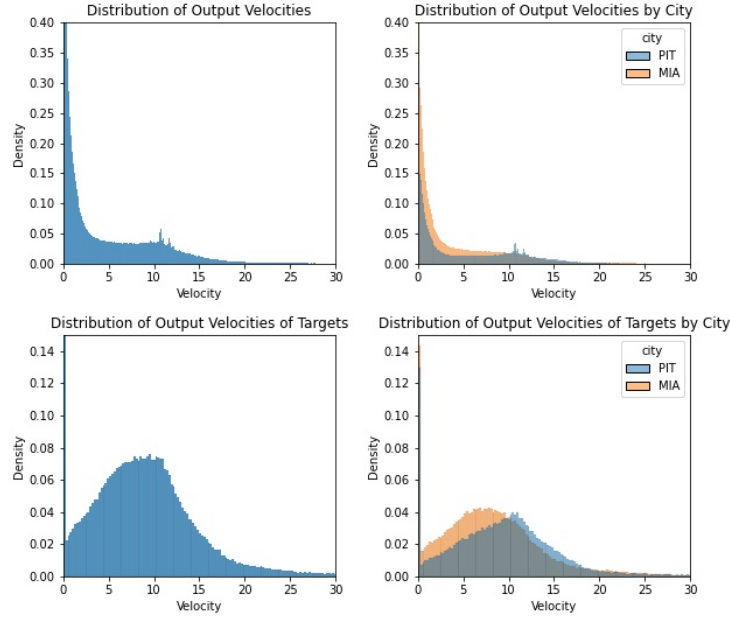 Distribution of Output Velocities
0.40
0.35
0.30
0.25
0.20
0.15
0.10
0.05
0.00
Density
0 5 10 15 20 25 30
Velocity
Distribution of Output Velocities by City
0.40
0.35
0.30
0.25
0.20
0.15
0.10
0.05
0.00
Density
city
PIT
MIA
0 5 10 15 20 25 30
Velocity
Distribution of Output Velocities of Targets
0.14
0.12
0.10
0.08
0.06
0.04
0.02
0.00
Density
0 5 10 15 20 25 30
Velocity
Distribution of Output Velocities of Targets by City
0.14
0.12
0.10
0.08
0.06
0.04
0.02
0.00
Density
city
PIT
MIA
0 5 10 15 20 25 30
Velocity